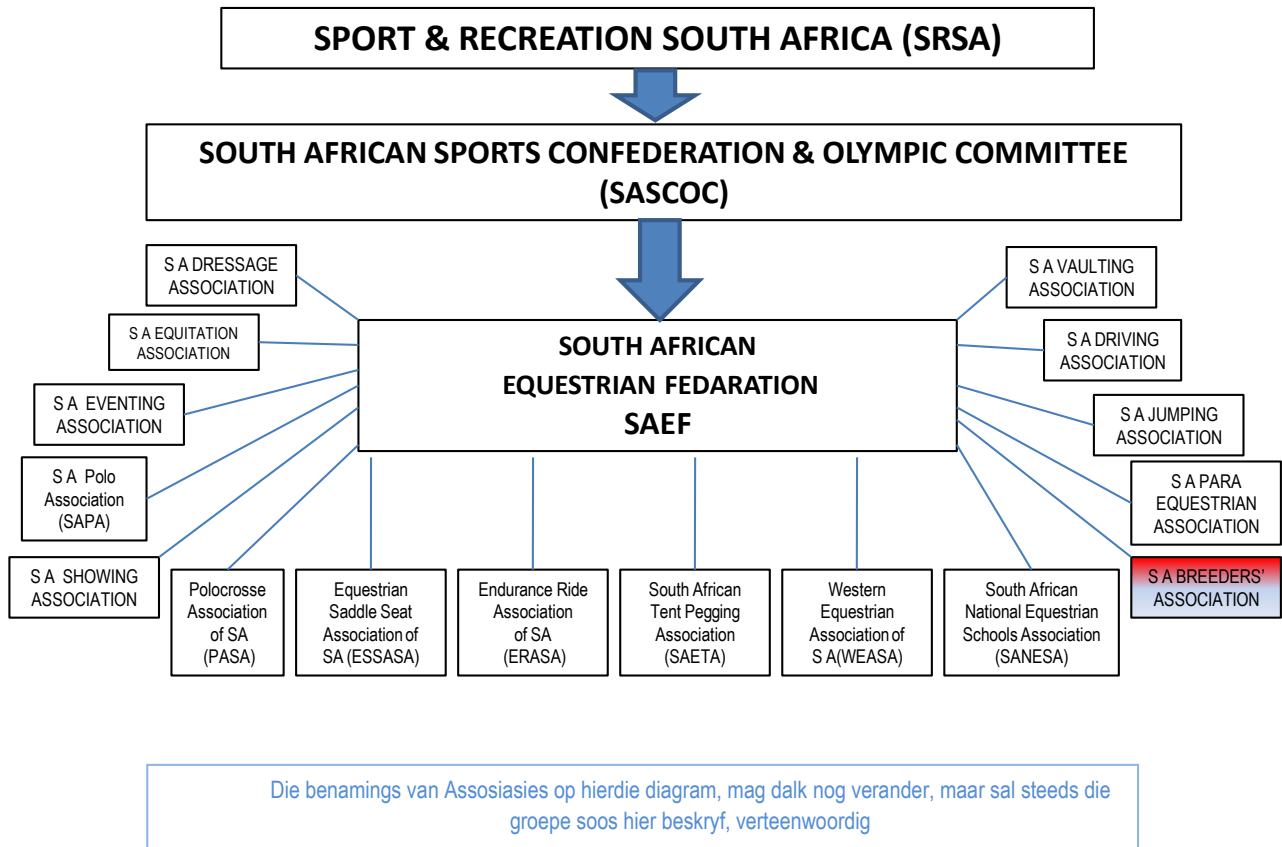 SPORT & RECREATION SOUTH AFRICA (SRSA)
SOUTH AFRICAN SPORTS CONFEDERATION & OLYMPIC COMMITTEE
(SASCOC)
S A DRESSAGE
ASSOCIATION
S A EQUITATION
ASSOCIATION
S A EVENTING
ASSOCIATION
S A Polo
Association
(SAPA)
S A SHOWING
ASSOCIATION
SOUTH AFRICAN
EQUESTRIAN FEDARATION
SAEF
S A VAULTING
ASSOCIATION
S A DRIVING
ASSOCIATION
S A JUMPING
ASSOCIATION
S A PARA
EQUESTRIAN
ASSOCIATION
S A BREEDERS'
ASSOCIATION
Polocrosse
Association
of SA
(PASA)
Equestrian
Saddle Seat
Association of
SA (ESSASA)
Endurance Ride
Association
of SA
(ERASA)
South African
Tent Pegging
Association
(SAETA)
Western
Equestrian
Association of
S A(WEASA)
South African
National Equestrian
Schools Association
(SANESA)
Die benamings van Assosiasies op hierdie diagram, mag dalk nog verander, maar sal steeds die
groepe soos hier beskryf, verteenwoordig